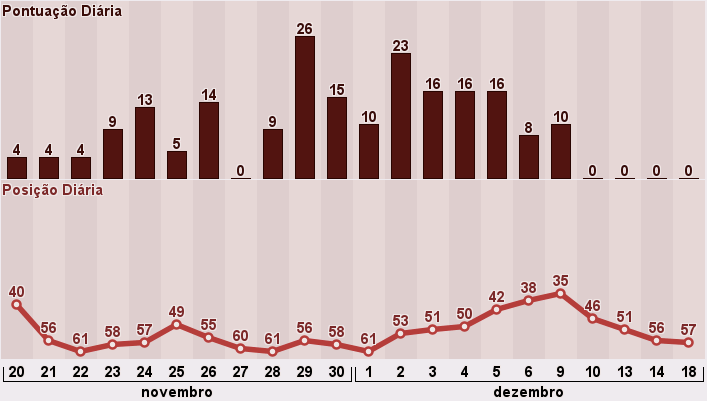 Pontuação Diária
4 4 4 9 13 5 14 0 9 26 15 10 23 16 16 16 8 10 0 0 0 0
Posição Diária
40 56 61 58 57 49 55 60 61 56 58 61 53 51 50 42 38 35 46 51 56 57
20 21 22 23 24 25 26 27 28 29 30 1 2 3 4 5 6 9 10 13 14 18
novembro dezembro